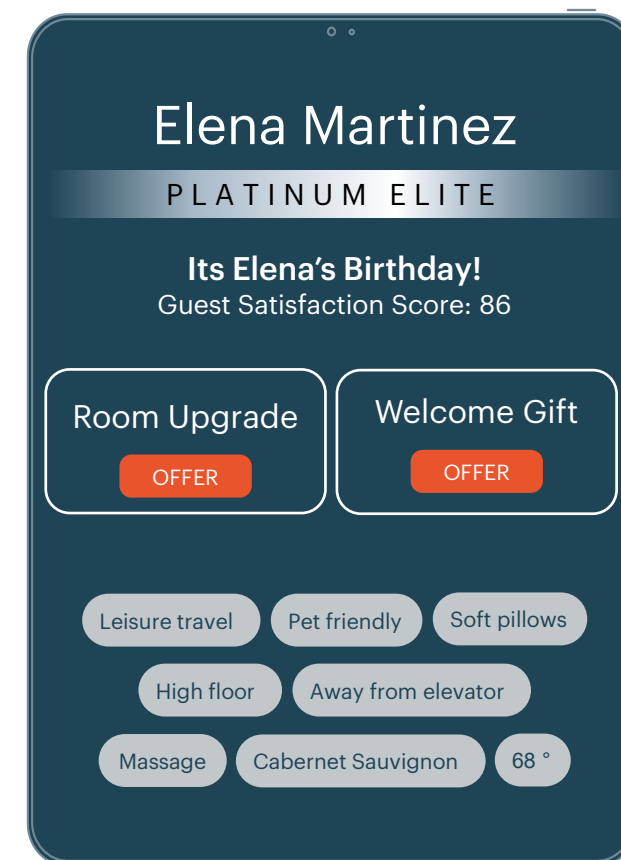 Elena Martinez
PLATINUM ELITE
Its Elena’s Birthday!
Guest Satisfaction Score: 86
Room Upgrade
OFFER
Welcome Gift
OFFER
Leisure travel
Pet friendly
Soft pillows
High floor
Away from elevator
Massage
Cabernet Sauvignon
68 °